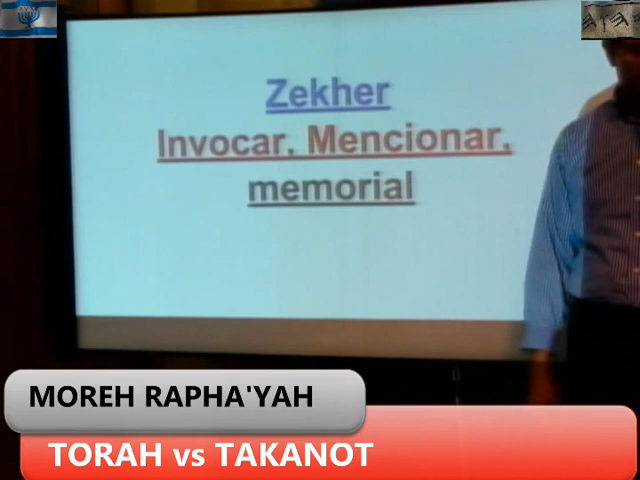 Zekher
Invocar, Mencionar,
memorial
MOREH RAPHA'YAH
TORAH vs TAKANOT